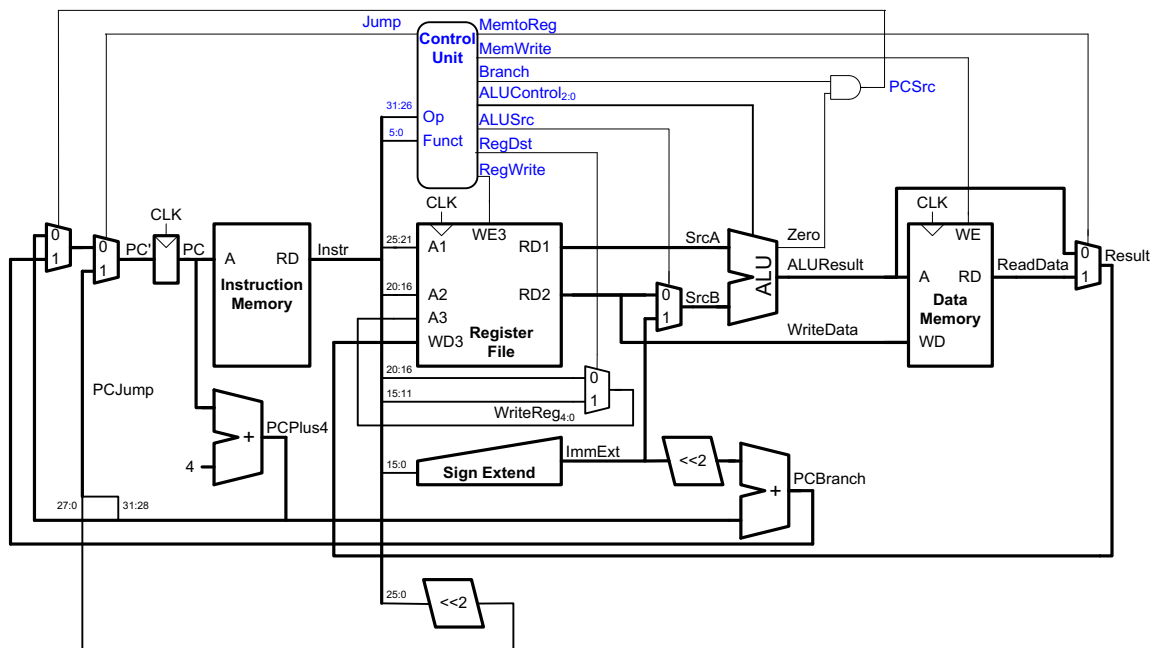 Jump
Control
Unit
MemtoReg
MemWrite
Branch
ALUControl2:0
ALUSrc
RegDst
RegWrite
PCSrc
31:26
Op
5:0
Funct
0
1
0
1
CLK
PC'
PC
A
RD
Instruction
Memory
Instr
CLK
WE3
25:21
A1
RD1
20:16
A2
RD2
A3
WD3
Register
File
SrcA
0
1
SrcB
ALU
Zero
ALUResult
WriteData
CLK
WE
A
RD
Data
Memory
WD
ReadData
0
1
Result
20:16
15:11
0
1
WriteReg4:0
PCJump
4
+
PCPlus4
15:0
Sign Extend
ImmExt
<<2
+
PCBranch
27:0
31:28
25:0
<<2